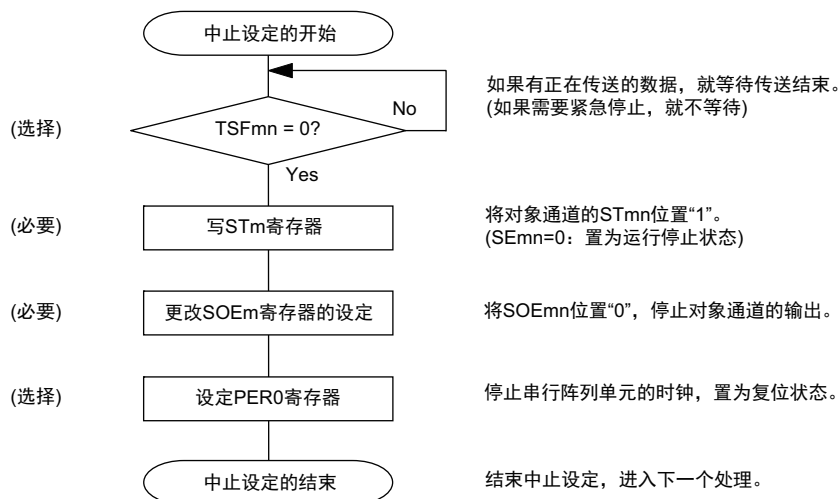 中止设定的开始
如果有正在传送的数据，就等待传送结束。
(如果需要紧急停止，就不等待)
No
(选择)
TSFmn = 0?
Yes
(必要)
写STm寄存器
将对象通道的STmn位置“1”。
(SEmn=0：置为运行停止状态)
(必要)
更改SOEm寄存器的设定
将SOEmn位置“0”，停止对象通道的输出。
(选择)
设定PER0寄存器
停止串行阵列单元的时钟，置为复位状态。
中止设定的结束
结束中止设定，进入下一个处理。